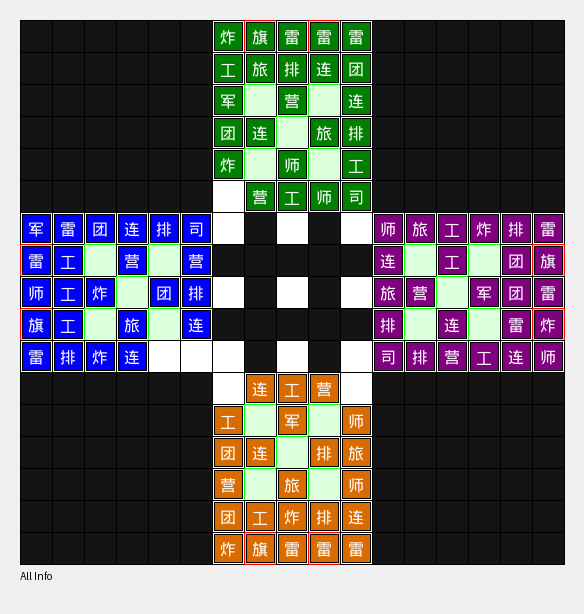 炸 旗 雷 雷 雷
工 旅 排 连 团
军 营 连
团 连 旅 排
炸 师 工
营 工 师 司
军 雷 团 连 排 司 师 旅 工 炸 排 雷
雷 工 营 营 连 工 团 旗
师 工 炸 团 排 旅 营 军 团 雷
旗 工 旅 连 排 连 雷 炸
雷 排 炸 连 司 排 营 工 连 师
连 工 营
工 军 师
团 连 排 旅
营 旅 师
团 工 炸 排 连
炸 旗 雷 雷 雷
All Info